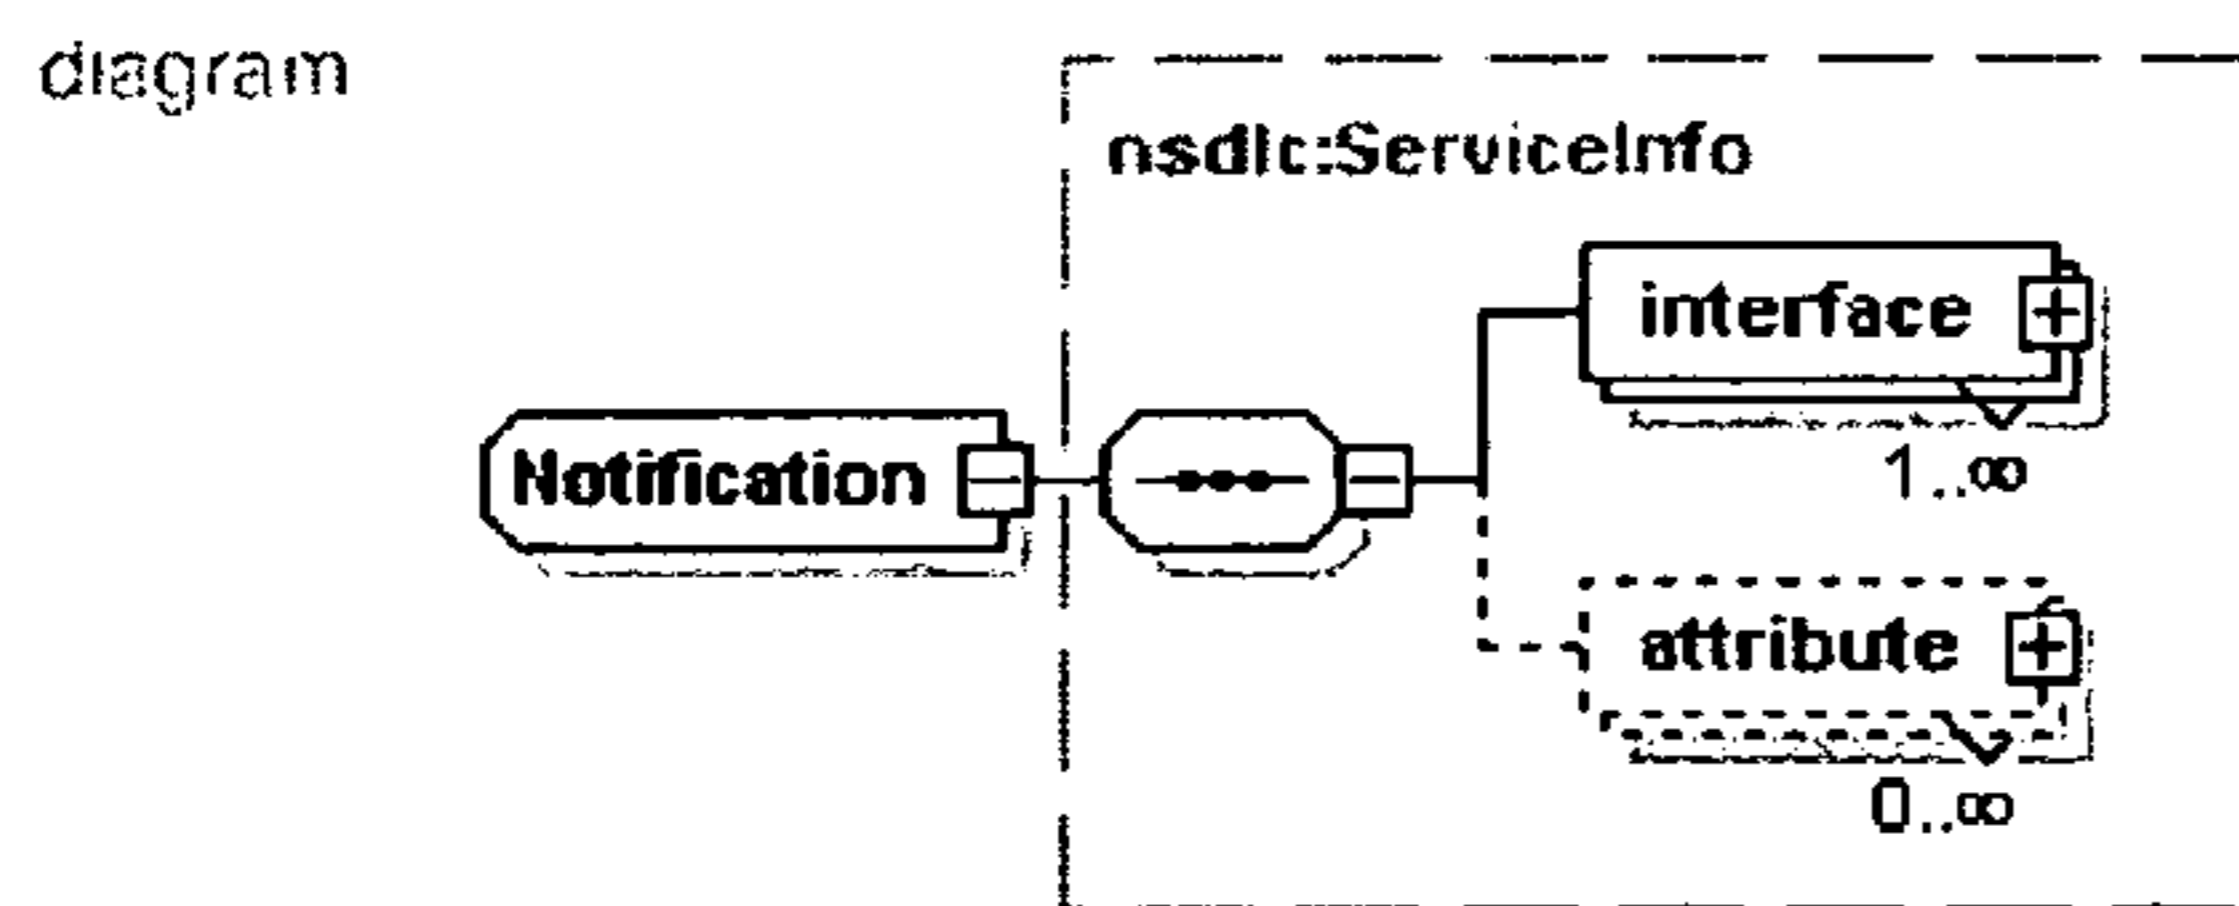 diagram
nsdlc:ServiceInfo
interface
1..∞
Notification
attribute
0..∞